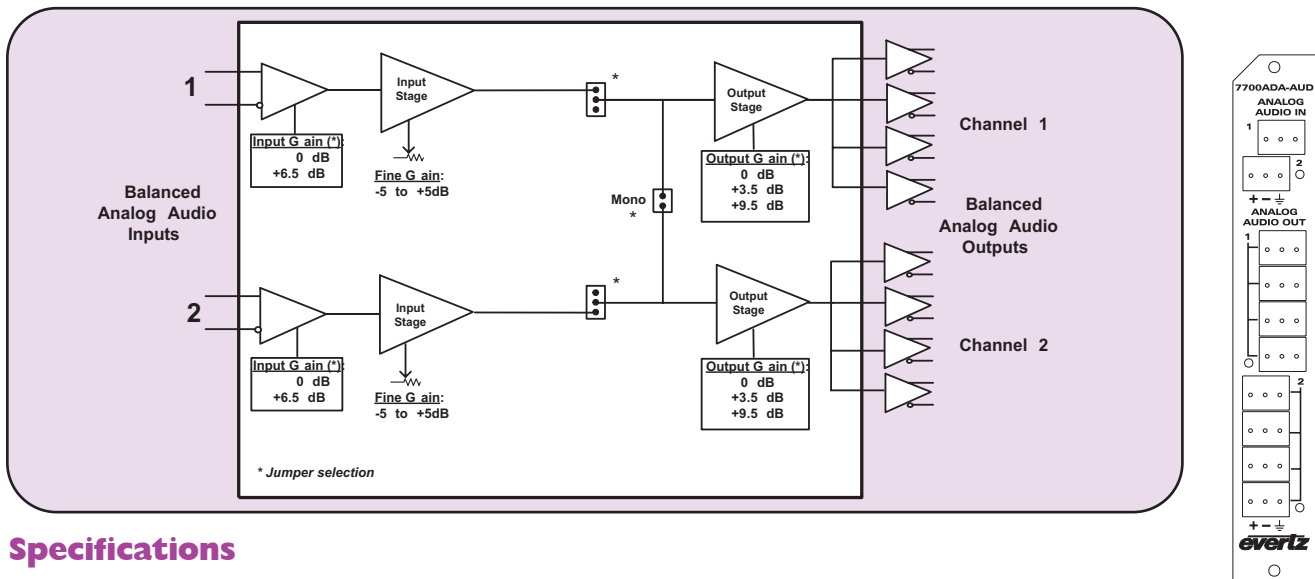 1
Input
Stage
*
Output
Stage
Input G ain (*):
0 dB
+6.5 dB
Fine G ain:
-5 to +5dB
Output G ain (*):
0 dB
+3.5 dB
+9.5 dB
Channel 1
Balanced
Analog Audio
Inputs
Mono
*
Balanced
Analog Audio
Outputs
2
Input
Stage
*
Output
Stage
Input G ain (*):
0 dB
+6.5 dB
Fine G ain:
-5 to +5dB
Output G ain (*):
0 dB
+3.5 dB
+9.5 dB
Channel 2
* Jumper selection
Specifications
7700ADA-AUD
ANALOG
AUDIO IN
1
2
+ -
ANALOG
AUDIO OUT
1
2
+ -
evertz